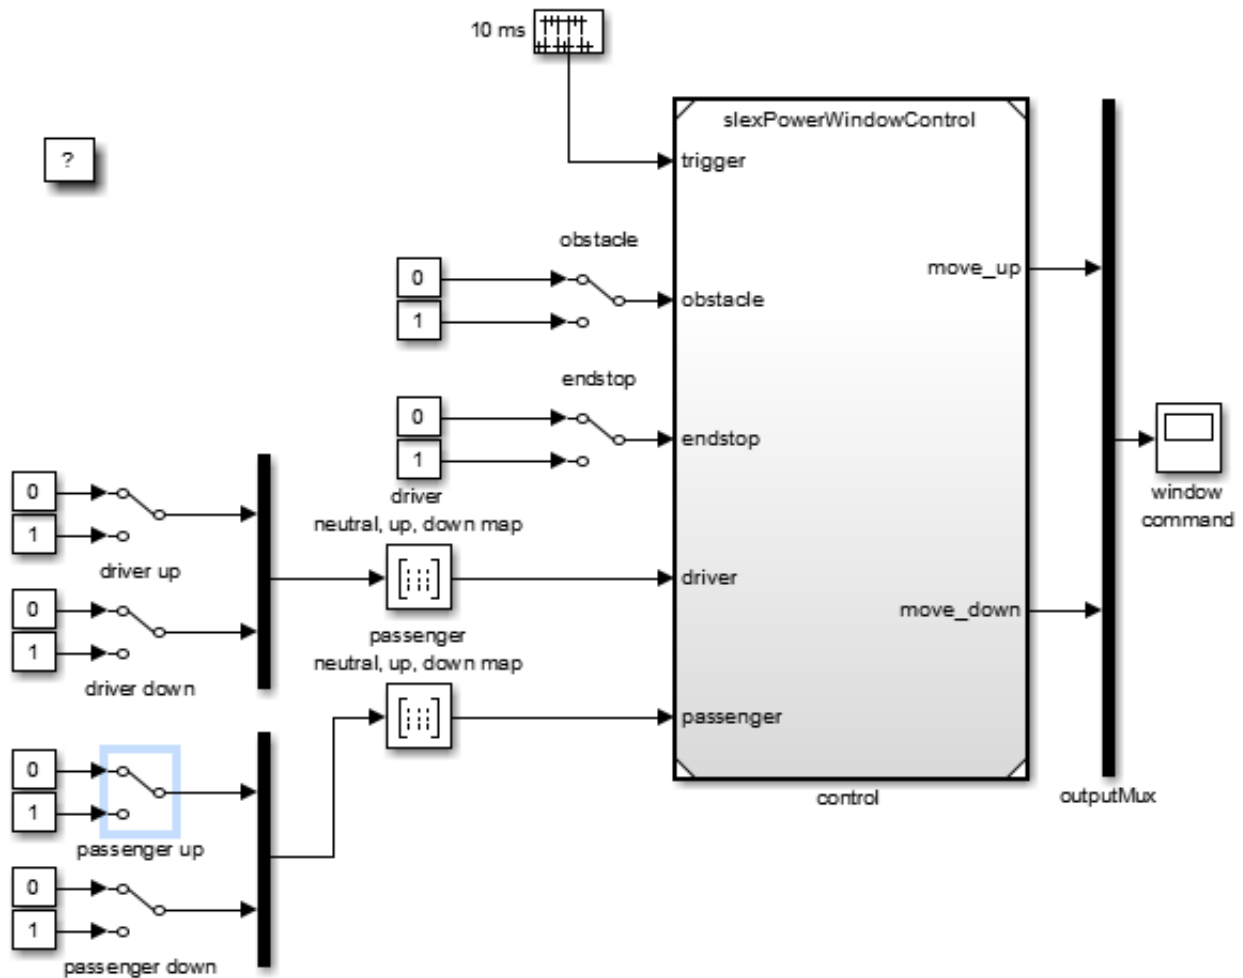 10 ms
slexPowerWindowControl
?
trigger
obstacle
move_up
0
obstacle
1
endstop
0
endstop
1
driver
neutral, up, down map
window
command
0
1
driver up
driver
move_down
0
passenger
neutral, up, down map
1
driver down
passenger
0
control
outputMux
1
passenger up
0
1
passenger down